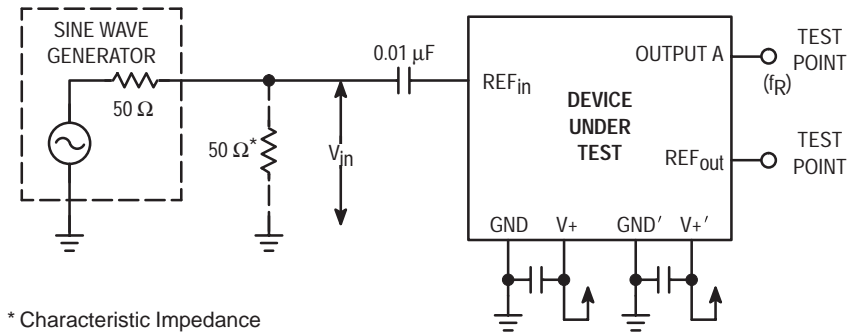 SINE WAVE
GENERATOR
50 Ω
50 Ω*
Vin
0.01 µF
REFin
DEVICE
UNDER
TEST
OUTPUT A
(fR)
TEST
POINT
REFout
TEST
POINT
GND
V+
GND′
V+′
* Characteristic Impedance